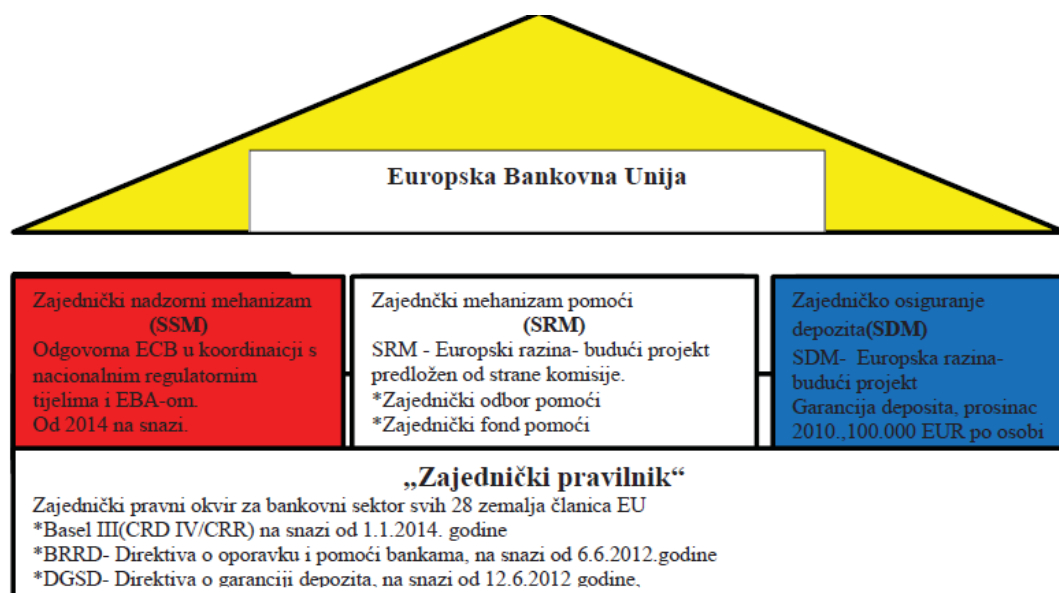 Europska Bankovna Unija
Zajednički nadzorni mehanizam
(SSM)
Odgovorna ECB u koordinaicji s
nacionalnim regulatornim
tijelima i EBA-om.
Od 2014 na snazi.
Zajednčki mehanizam pomoći
(SRM)
SRM - Europski razina- budući projekt
predložen od strane komisije.
*Zajednički odbor pomoći
*Zajednički fond pomoći
Zajedničko osiguranje
depozita(SDM)
SDM- Europska razina-
budući projekt
Garancija deposita, prosinac
2010.,100.000 EUR po osobi
„Zajednički pravilnik“
Zajednički pravni okvir za bankovni sektor svih 28 zemalja članica EU
*Basel III(CRD IV/CRR) na snazi od 1.1.2014. godine
*BRRD- Direktiva o oporavku i pomoći bankama, na snazi od 6.6.2012.godine
*DGSD- Direktiva o garanciji depozita, na snazi od 12.6.2012 godine,